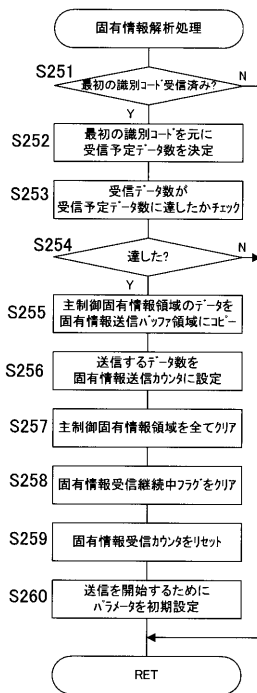 固有情報解析処理
S251
最初の識別コード受信済み?
N
Y
S252
最初の識別コードを元に
受信予定データ数を決定
S253
受信データ数が
受信予定データ数に達したかチェック
S254
達した?
N
Y
S255
主制御固有情報領域のデータを
固有情報送信バッファ領域にコピー
S256
送信するデータ数を
固有情報送信カウンタに設定
S257
主制御固有情報領域を全てクリア
S258
固有情報受信継続中フラグをクリア
S259
固有情報受信カウンタをリセット
S260
送信を開始するために
パラメータを初期設定
RET